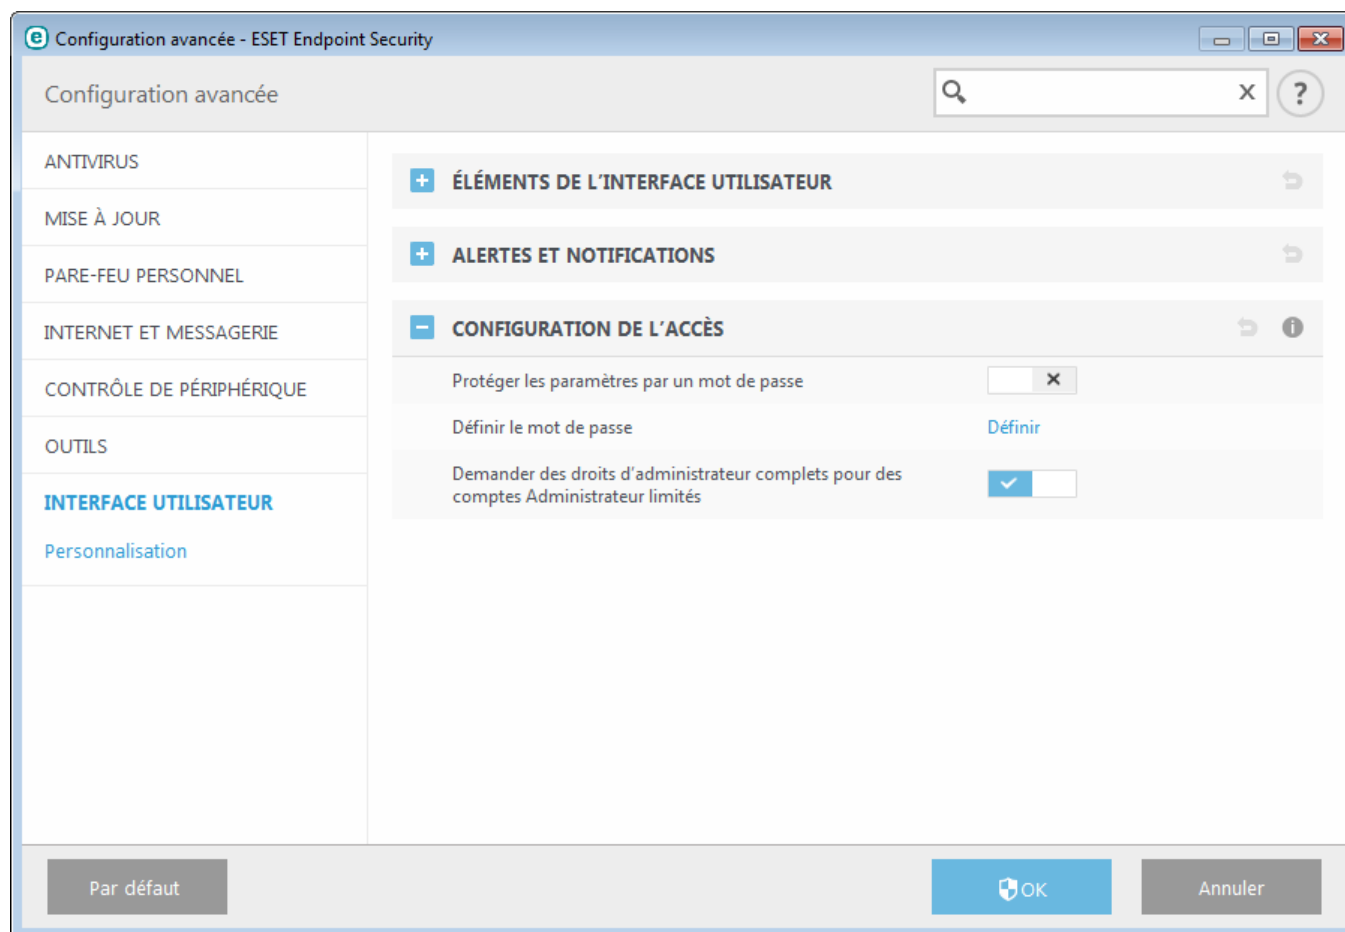 Configuration avancée - ESET Endpoint Security
Configuration avancée
ANTIVIRUS
MISE À JOUR
PARE-FEU PERSONNEL
INTERNET ET MESSAGERIE
CONTRÔLE DE PÉRIPHÉRIQUE
OUTILS
INTERFACE UTILISATEUR
Personnalisation
ÉLÉMENTS DE L'INTERFACE UTILISATEUR
ALERTES ET NOTIFICATIONS
CONFIGURATION DE L'ACCÈS
Protéger les paramètres par un mot de passe
Définir le mot de passe
Définir
Demander des droits d'administrateur complets pour des
comptes Administrateur limités
Par défaut
OK
Annuler